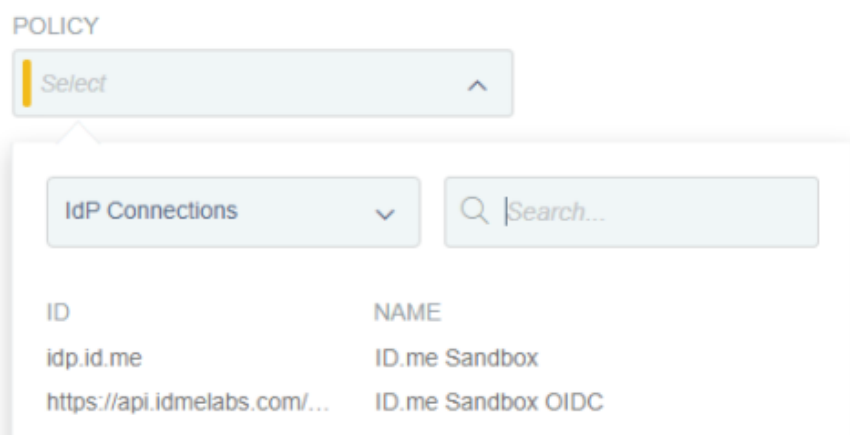 POLICY
Select
IdP Connections
Search...
ID NAME
idp.id.me ID.me Sandbox
https://api.idmelabs.com/... ID.me Sandbox OIDC